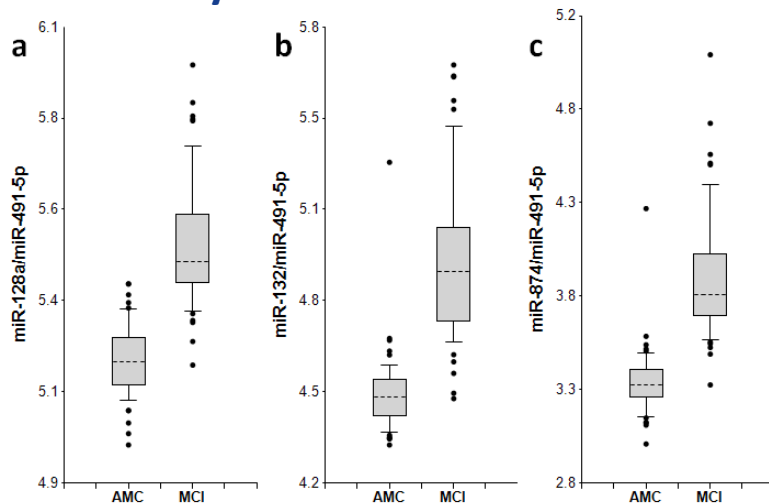 y
a
miR-128a/miR-491-5p
6.1
5.8
5.6
5.4
5.1
4.9
AMC MCI
b
miR-132/miR-491-5p
5.8
5.5
5.1
4.8
4.5
4.2
AMC MCI
c
miR-874/miR-491-5p
5.2
4.8
4.3
3.8
3.3
2.8
AMC MCI